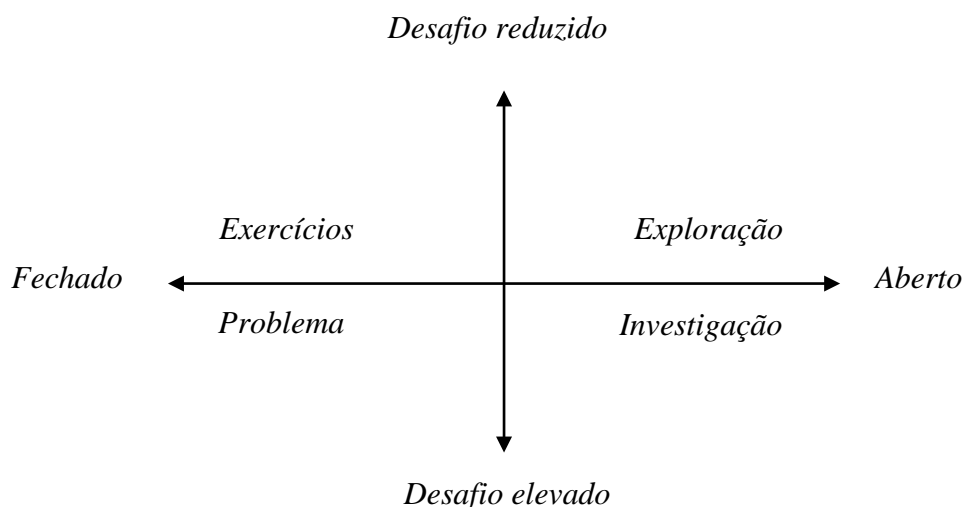 Desafio reduzido
Exercícios Exploração
Fechado Aberto
Problema Investigação
Desafio elevado